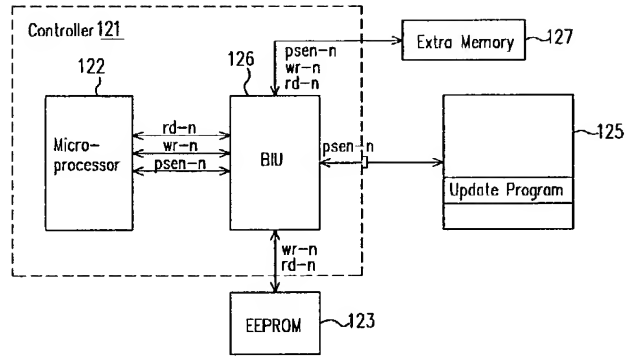 Controller 121
psen-n
wr-n
rd-n
Extra Memory
127
122
126
125
Micro-
processor
rd-n
wr-n
psen-n
BIU
psen-n
Update Program
wr-n
rd-n
EEPROM
123